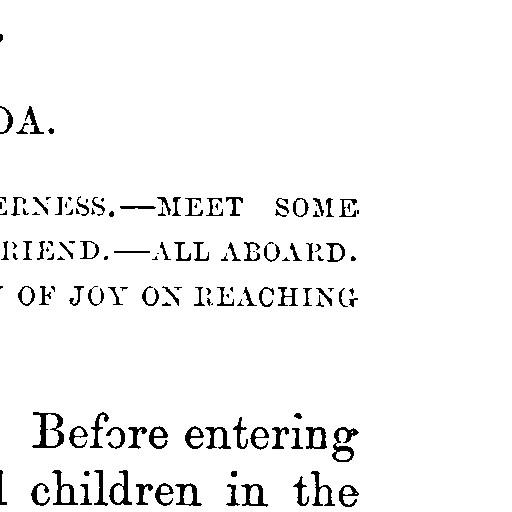 DA.
ERNESS.—MEET SOME
RIEND.—ALL ABOARD.
OF JOY ON REACHING
Before entering
children in the